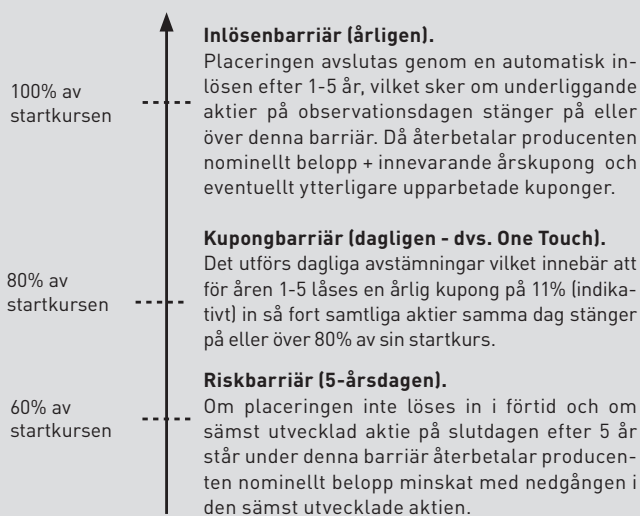 Inlösenbarriär (årligen).
Placeringen avslutas genom en automatisk in-
lösen efter 1-5 år, vilket sker om underliggande
100% av
startkursen
aktier på observationsdagen stänger på eller
över denna barriär. Då återbetalar producenten
nominellt belopp + innevarande årskupong och
eventuellt ytterligare upparbetade kuponger.
Kupongbarriär (dagligen - dvs. One Touch).
Det utförs dagliga avstämningar vilket innebär att
80% av
startkursen
för åren 1-5 låses en årlig kupong på 11% (indika-
tivt) in så fort samtliga aktier samma dag stänger
på eller över 80% av sin startkurs.
Riskbarriär (5-årsdagen).
60% av
startkursen
Om placeringen inte löses in i förtid och om
sämst utvecklad aktie på slutdagen efter 5 år
står under denna barriär återbetalar producen-
ten nominellt belopp minskat med nedgången i
den sämst utvecklade aktien.